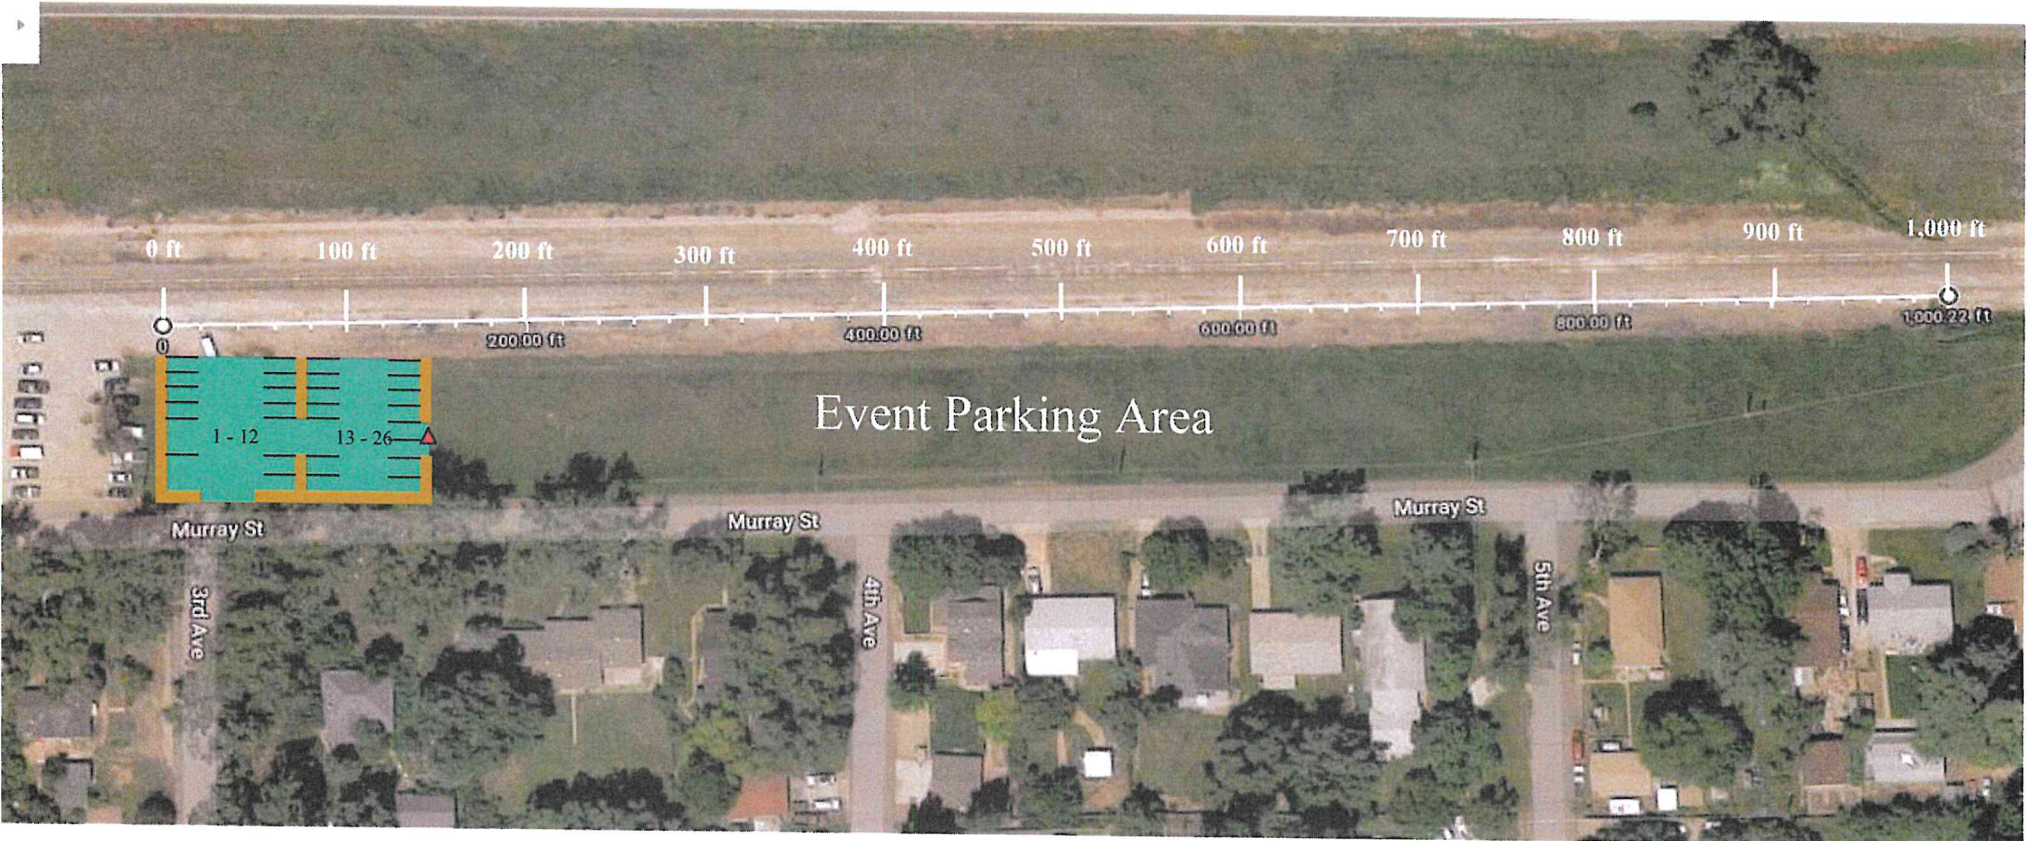 0 ft 100 ft 200 ft 300 ft 400 ft 500 ft 600 ft 700 ft 800 ft 900 ft 1,000 ft
0 200.00 ft 400.00 ft 600.00 ft 800.00 ft 1,000.22 ft
1 - 12 13 - 26
Event Parking Area
Murray St Murray St Murray St
3rd Ave
4th Ave
5th Ave